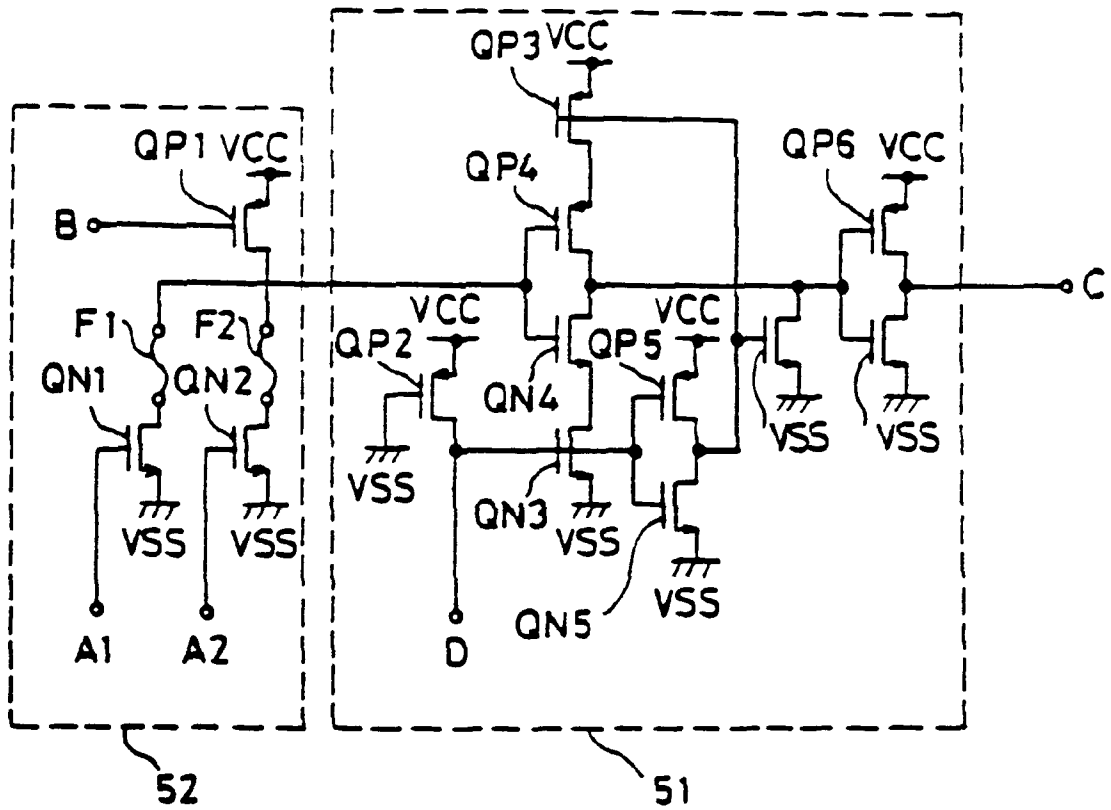 QP3 VCC
QP1 VCC
QP4
QP6 VCC
B
C
VCC
VCC
F1
F2
QP2
QP5
QN1
QN2
QN4
VSS
VSS
VSS
QN3
VSS
VSS
VSS
VSS
QN5
A1
A2
D
52
51